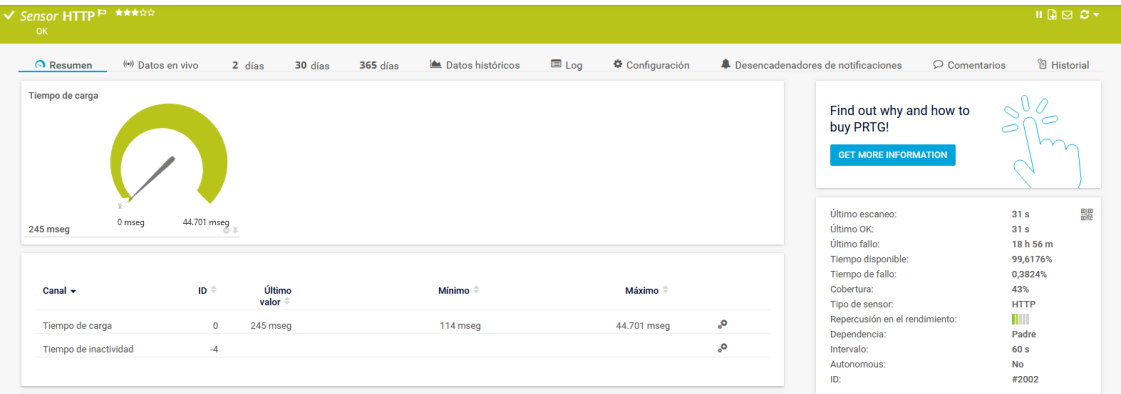 Sensor HTTP
OK
Resumen
Datos en vivo
2 días
30 días
365 días
Datos históricos
Log
Configuración
Desencadenadores de notificaciones
Comentarios
Historial
Tiempo de carga
0 mseg
44.701 mseg
245 mseg
Canal
ID
Último
valor
Mínimo
Máximo
Tiempo de carga 0 245 mseg 114 mseg 44.701 mseg
Tiempo de inactividad -4
Find out why and how to
buy PRTG!
GET MORE INFORMATION
Último escaneo: 31 s
Último OK: 31 s
Último fallo: 18 h 56 m
Tiempo disponible: 99,6176%
Tiempo de fallo: 0,3824%
Cobertura: 43%
Tipo de sensor: HTTP
Repercusión en el rendimiento:
Dependencia: Padre
Intervalo: 60 s
Autonomous: No
ID: #2002